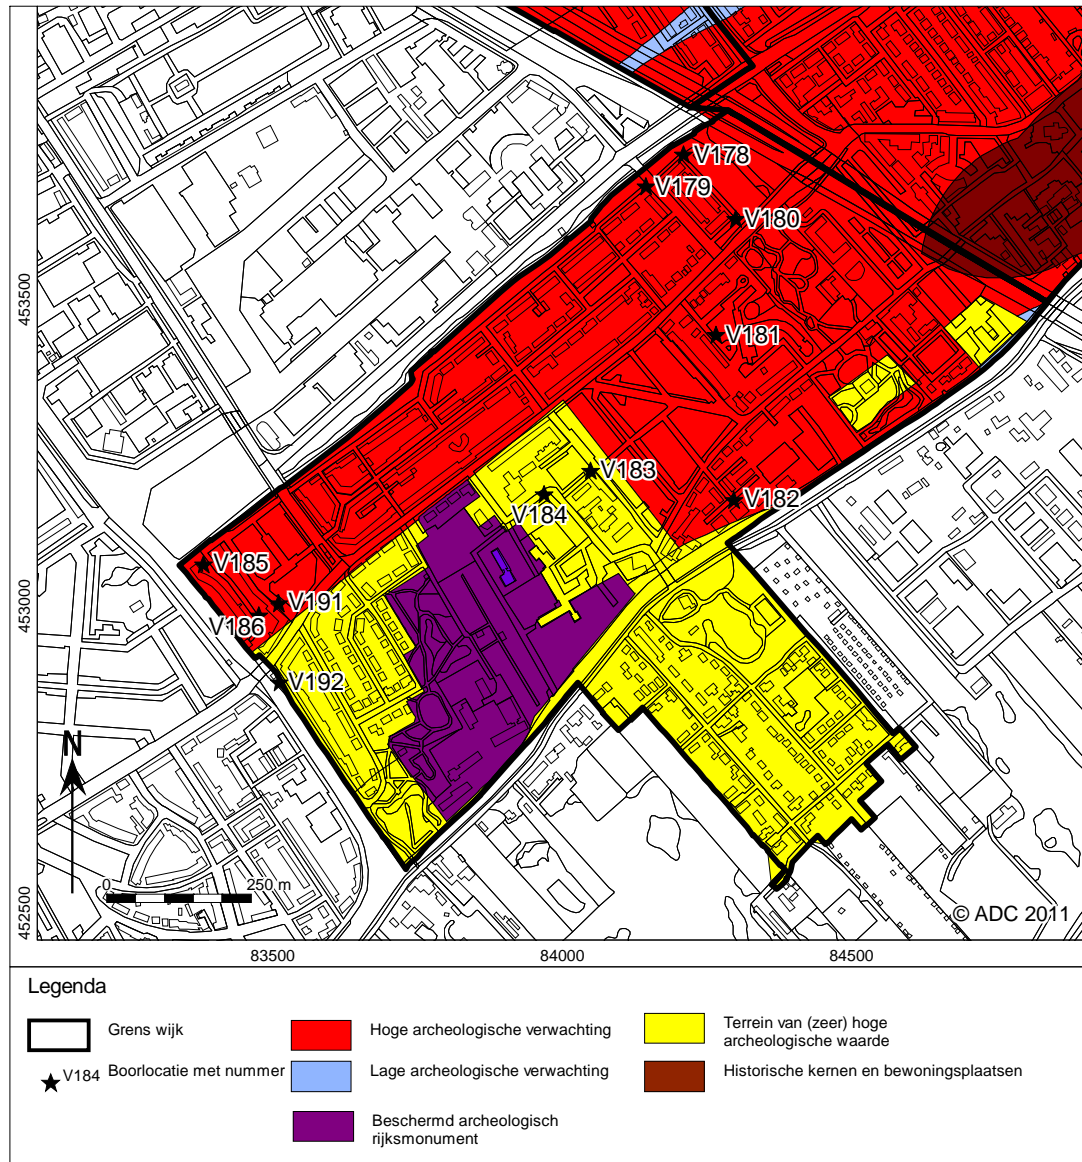 V178
V179
V180
453500
V181
V183
V182
V184
V185
V191
453000
V186
V192
N
0 250 m
© ADC 2011
452500
83500 84000 84500
Legenda
Grens wijk
V184 Boorlocatie met nummer
Hoge archeologische verwachting
Lage archeologische verwachting
Beschermd archeologisch
rijksmonument
Terrein van (zeer) hoge
archeologische waarde
Historische kernen en bewoningsplaatsen